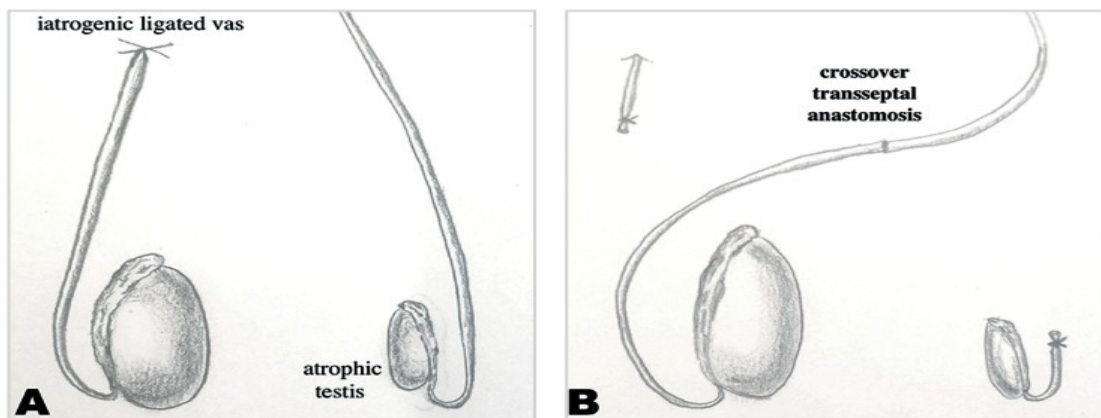 iatrogenic ligated vas
atrophic
testis
A
crossover
transseptal
anastomosis
B